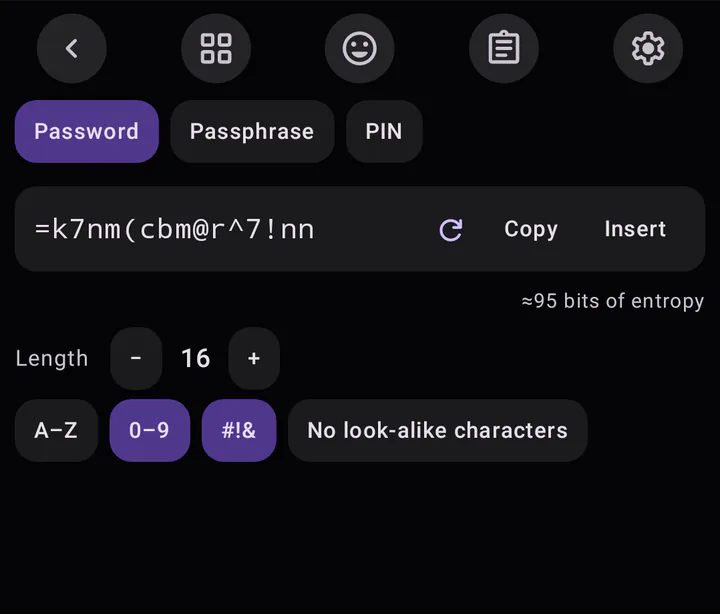 Password Passphrase PIN
=k7nm(cbm@r^7!nn Copy Insert
≈95 bits of entropy
Length − 16 +
A–Z 0–9 #!& No look-alike characters